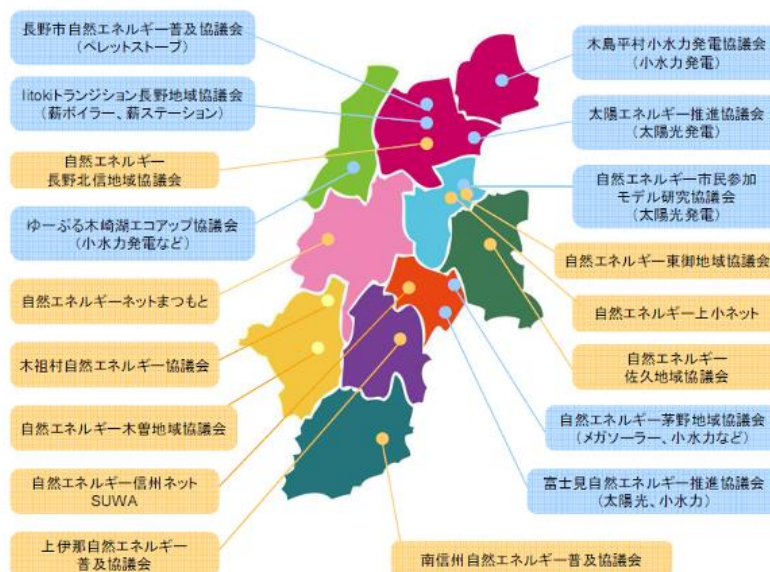 長野市自然エネルギー普及協議会
(ペレットストーブ)
Iitokiトランジション長野地域協議会
(薪ボイラー、薪ステーション)
自然エネルギー
長野北信地域協議会
ゆーぷる木崎湖エコアップ協議会
(小水力発電など)
自然エネルギーネットまつもと
木祖村自然エネルギー協議会
自然エネルギー木曽地域協議会
自然エネルギー信州ネット
SUWA
上伊那自然エネルギー
普及協議会
木島平村小水力発電協議会
(小水力発電)
太陽エネルギー推進協議会
(太陽光発電)
自然エネルギー市民参加
モデル研究協議会
(太陽光発電)
自然エネルギー東御地域協議会
自然エネルギー上小ネット
自然エネルギー
佐久地域協議会
自然エネルギー茅野地域協議会
(メガソーラー、小水力など)
富士見自然エネルギー推進協議会
(太陽光、小水力)
南信州自然エネルギー普及協議会